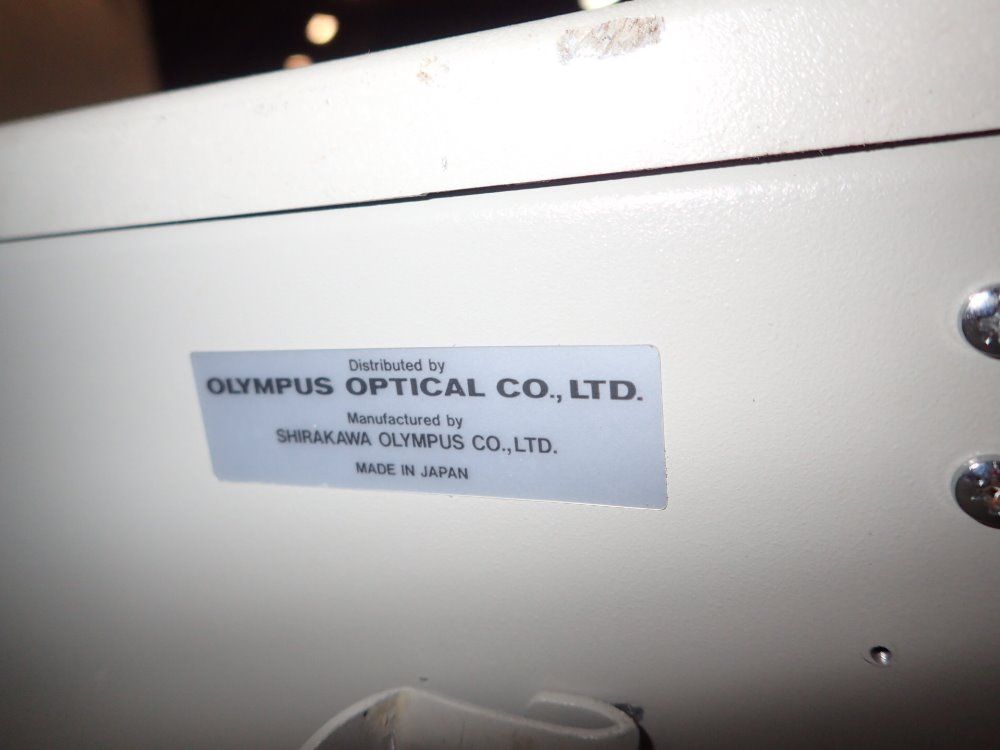 Distributed by
OLYMPUS OPTICAL CO., LTD.
Manufactured by
SHIRAKAWA OLYMPUS CO.,LTD.
MADE IN JAPAN